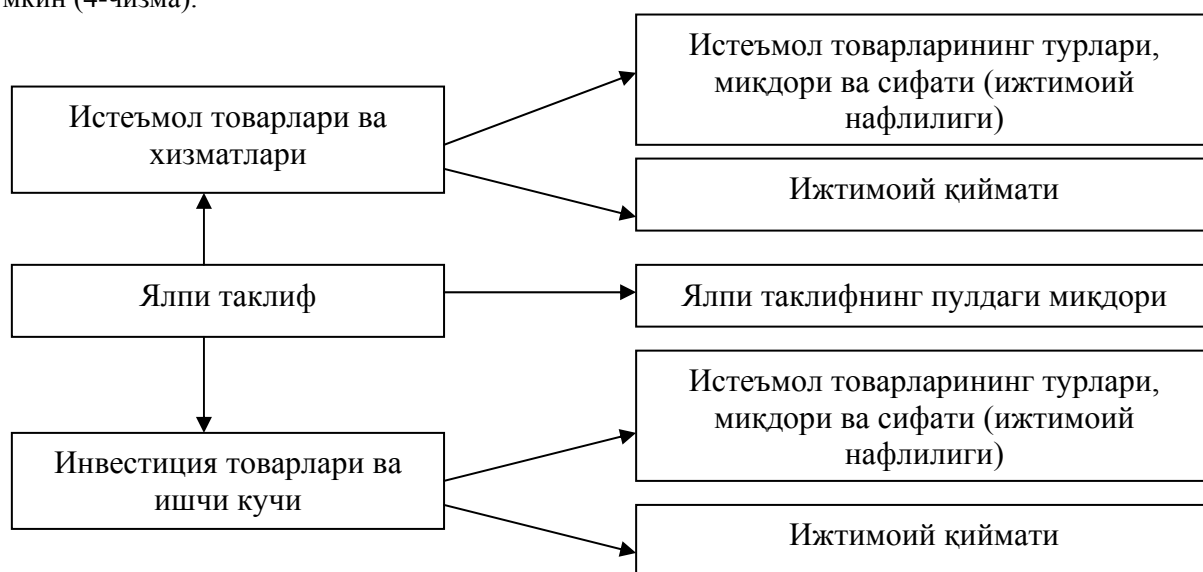 (4-чизма).
Истеъмол товарларининг турлари,
миқдори ва сифати (ижтимоий
нафлилиги)
Истеъмол товарлари ва
хизматлари
Ижтимоий қиймати
Ялпи таклиф
Ялпи таклифнинг пулдаги миқдори
Истеъмол товарларининг турлари,
миқдори ва сифати (ижтимоий
нафлилиги)
Инвестиция товарлари ва
ишчи кучи
Ижтимоий қиймати